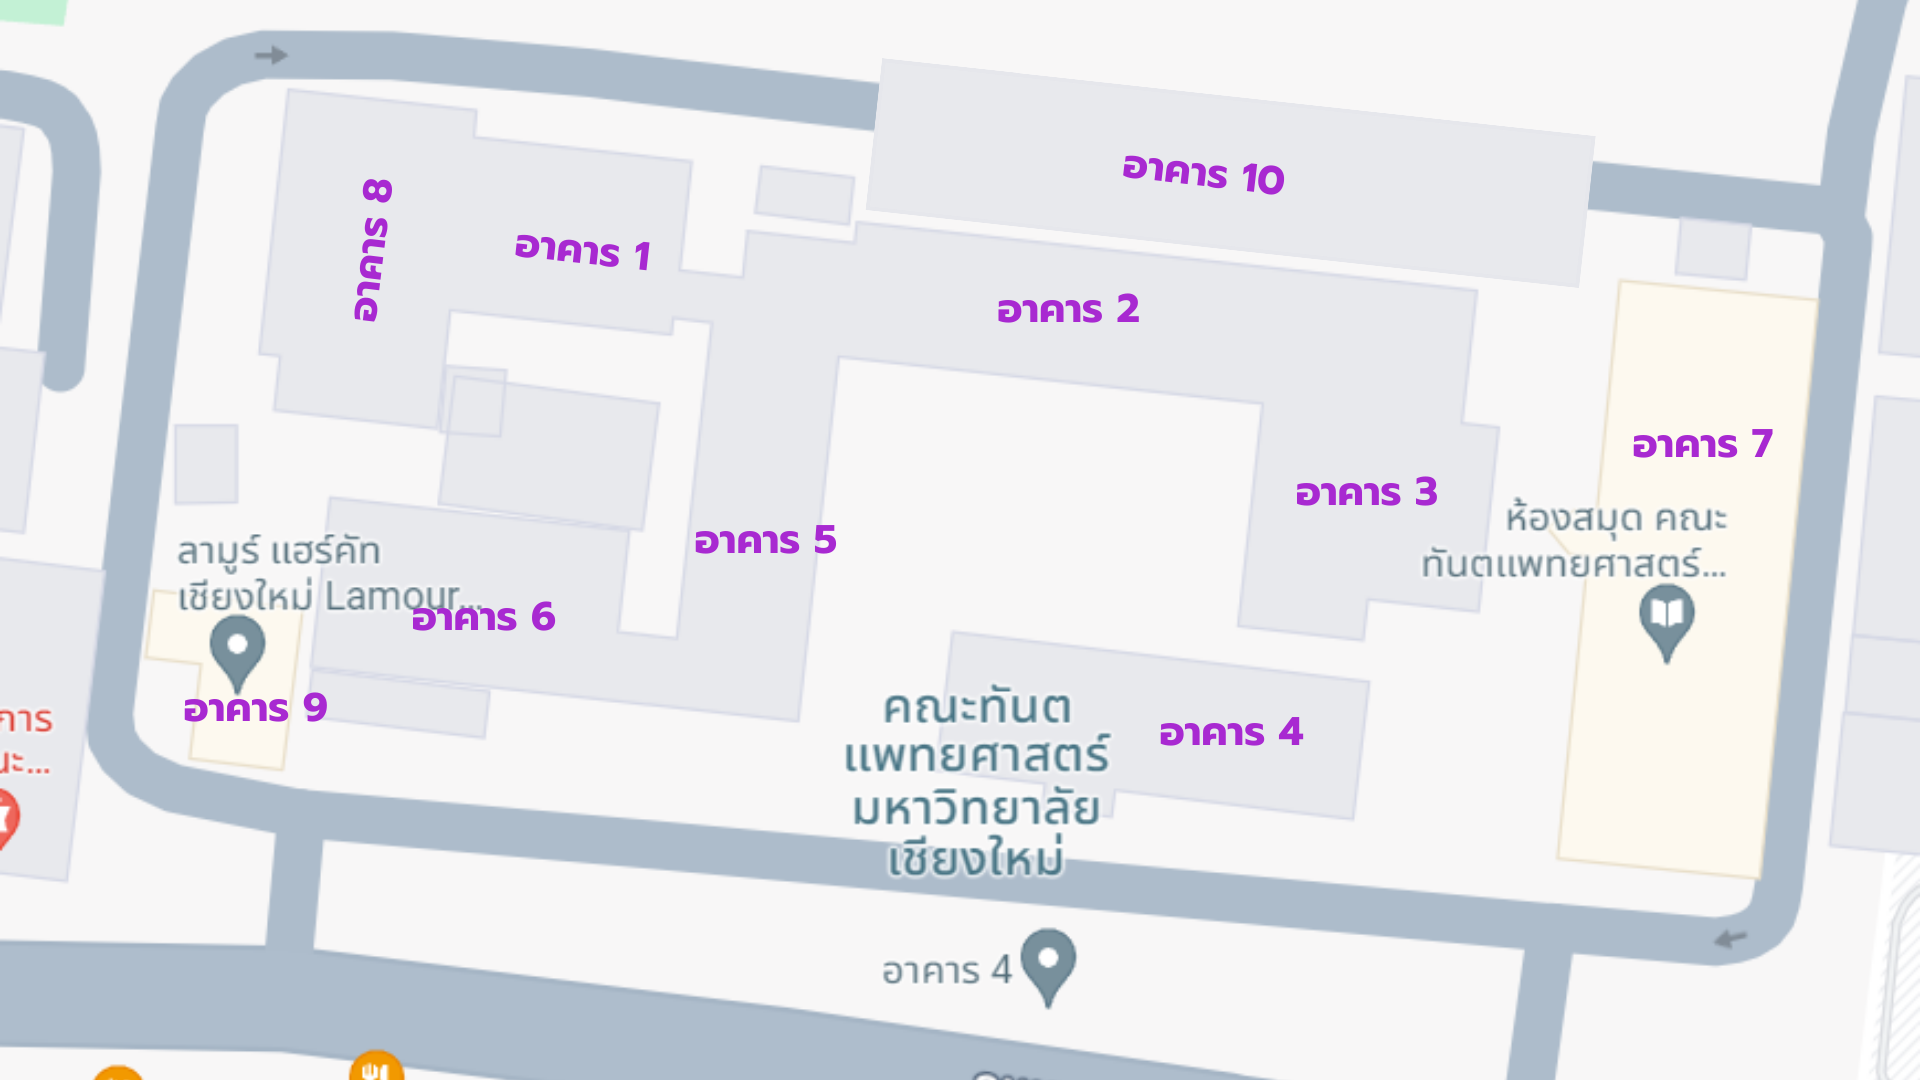 อาคาร 8
อาคาร 1
อาคาร 10
อาคาร 2
อาคาร 7
อาคาร 3
ห้องสมุด คณะ
ทันตแพทยศาสตร์...
อาคาร 5
ลามูร์ แฮร์คัท
เชียงใหม่ Lamour...
อาคาร 6
อาคาร 9
การ
คณะทันต
แพทยศาสตร์
มหาวิทยาลัย
เชียงใหม่
อาคาร 4
อาคาร 4